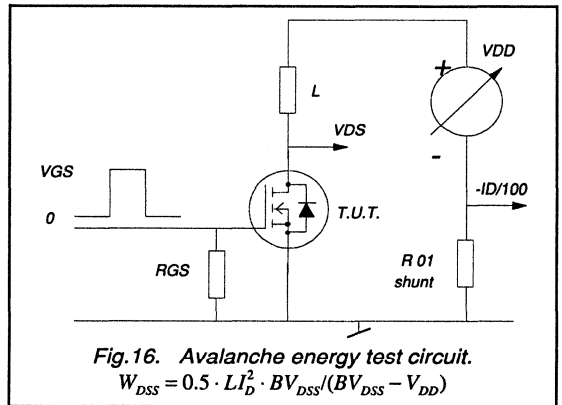 VDD
+
L
VDS
-
VGS
-ID/100
0
T.U.T.
RGS
R 01
shunt
Fig.16. Avalanche energy test circuit.
W_DSS = 0.5 · LI_D^2 · BV_DSS/(BV_DSS − V_DD)